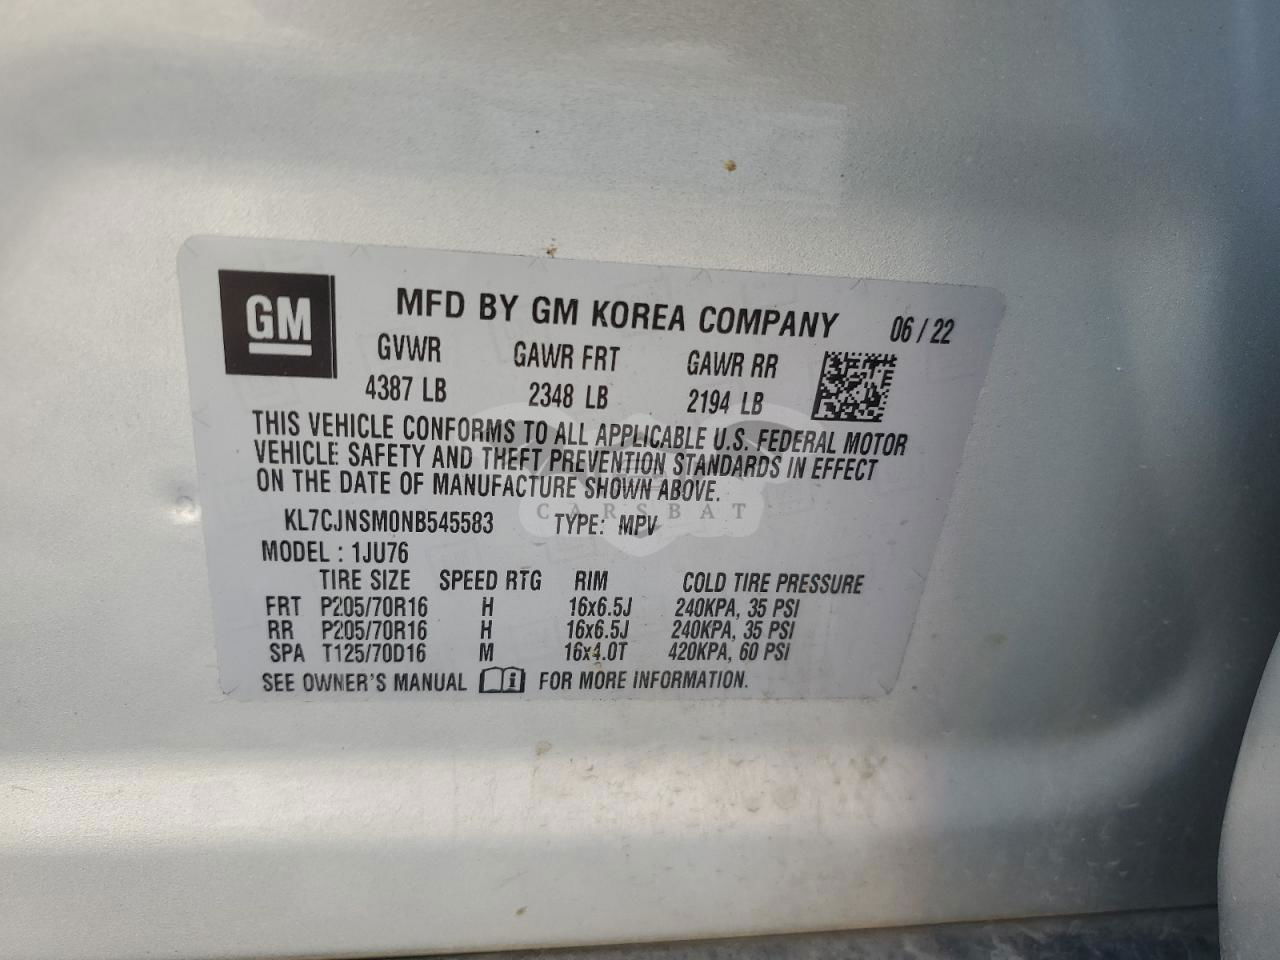 GM
MFD BY GM KOREA COMPANY 06/22
GVWR GAWR FRT GAWR RR
4387 LB 2348 LB 2194 LB
THIS VEHICLE CONFORMS TO ALL APPLICABLE U.S. FEDERAL MOTOR
VEHICLE SAFETY AND THEFT PREVENTION STANDARDS IN EFFECT
ON THE DATE OF MANUFACTURE SHOWN ABOVE.
CARSBAT
KL7CJNSM0NB545583 TYPE: MPV
MODEL : 1JU76
TIRE SIZE SPEED RTG RIM COLD TIRE PRESSURE
FRT P205/70R16 H 16x6.5J 240KPA, 35 PSI
RR P205/70R16 H 16x6.5J 240KPA, 35 PSI
SPA T125/70D16 M 16x4.0T 420KPA, 60 PSI
SEE OWNER'S MANUAL i FOR MORE INFORMATION.